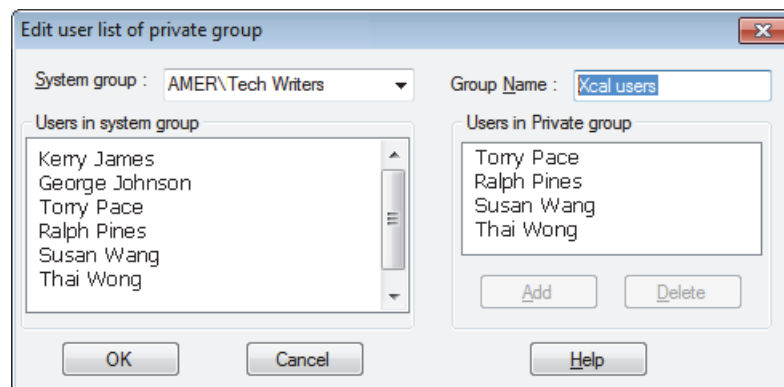 Edit user list of private group
System group :
AMER\Tech Writers
Group Name :
Xcal users
Users in system group
Kerry James
George Johnson
Torry Pace
Ralph Pines
Susan Wang
Thai Wong
Users in Private group
Torry Pace
Ralph Pines
Susan Wang
Thai Wong
Add
Delete
OK
Cancel
Help